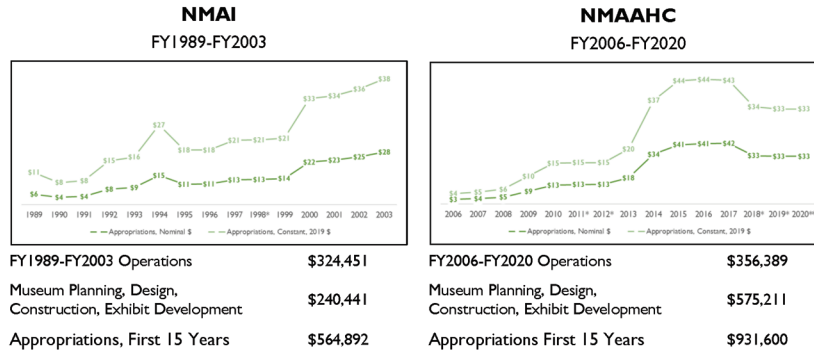 NMAI
FY1989-FY2003
$11 $8 $8 $15 $16 $27 $18 $18 $21 $21 $21 $33 $34 $36 $38
$6 $4 $4 $8 $9 $15 $11 $11 $13 $13 $14 $22 $23 $25 $28
1989 1990 1991 1992 1993 1994 1995 1996 1997 1998* 1999 2000 2001 2002 2003
Appropriations, Nominal $ Appropriations, Constant, 2019 $
FY1989-FY2003 Operations $324,451
Museum Planning, Design,
Construction, Exhibit Development $240,441
Appropriations, First 15 Years $564,892
NMAAHC
FY2006-FY2020
$4 $5 $6 $10 $15 $15 $15 $20 $37 $44 $44 $43 $34 $33 $33
$3 $4 $5 $9 $13 $13 $13 $18 $34 $41 $41 $42 $33 $33 $33
2006 2007 2008 2009 2010 2011* 2012* 2013 2014 2015 2016 2017 2018* 2019* 2020**
Appropriations, Nominal $ Appropriations, Constant, 2019 $
FY2006-FY2020 Operations $356,389
Museum Planning, Design,
Construction, Exhibit Development $575,211
Appropriations First 15 Years $931,600